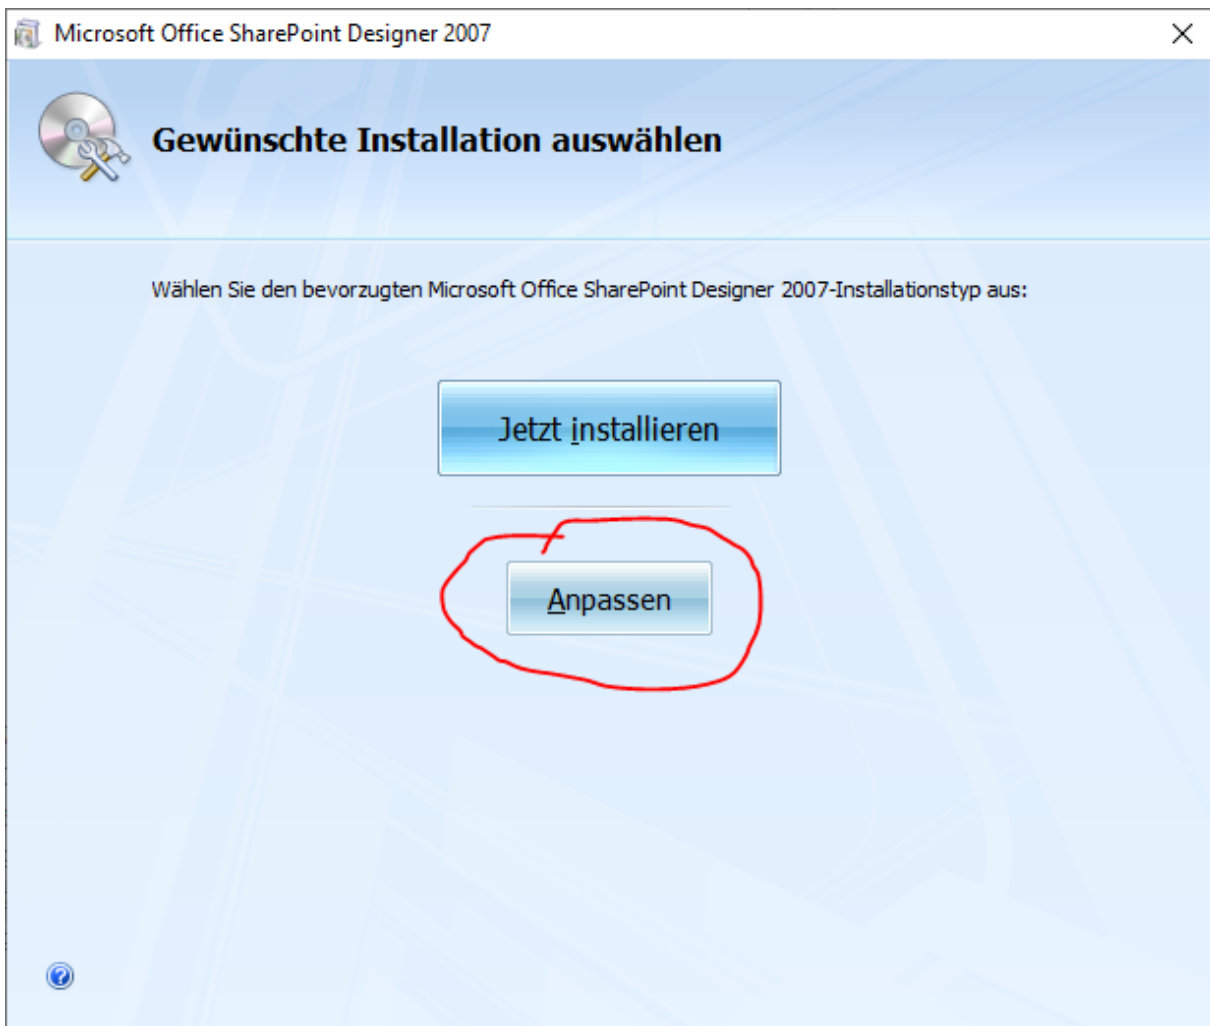 Microsoft Office SharePoint Designer 2007
Gewünschte Installation auswählen
Wählen Sie den bevorzugten Microsoft Office SharePoint Designer 2007-Installationstyp aus:
Jetzt installieren
Anpassen